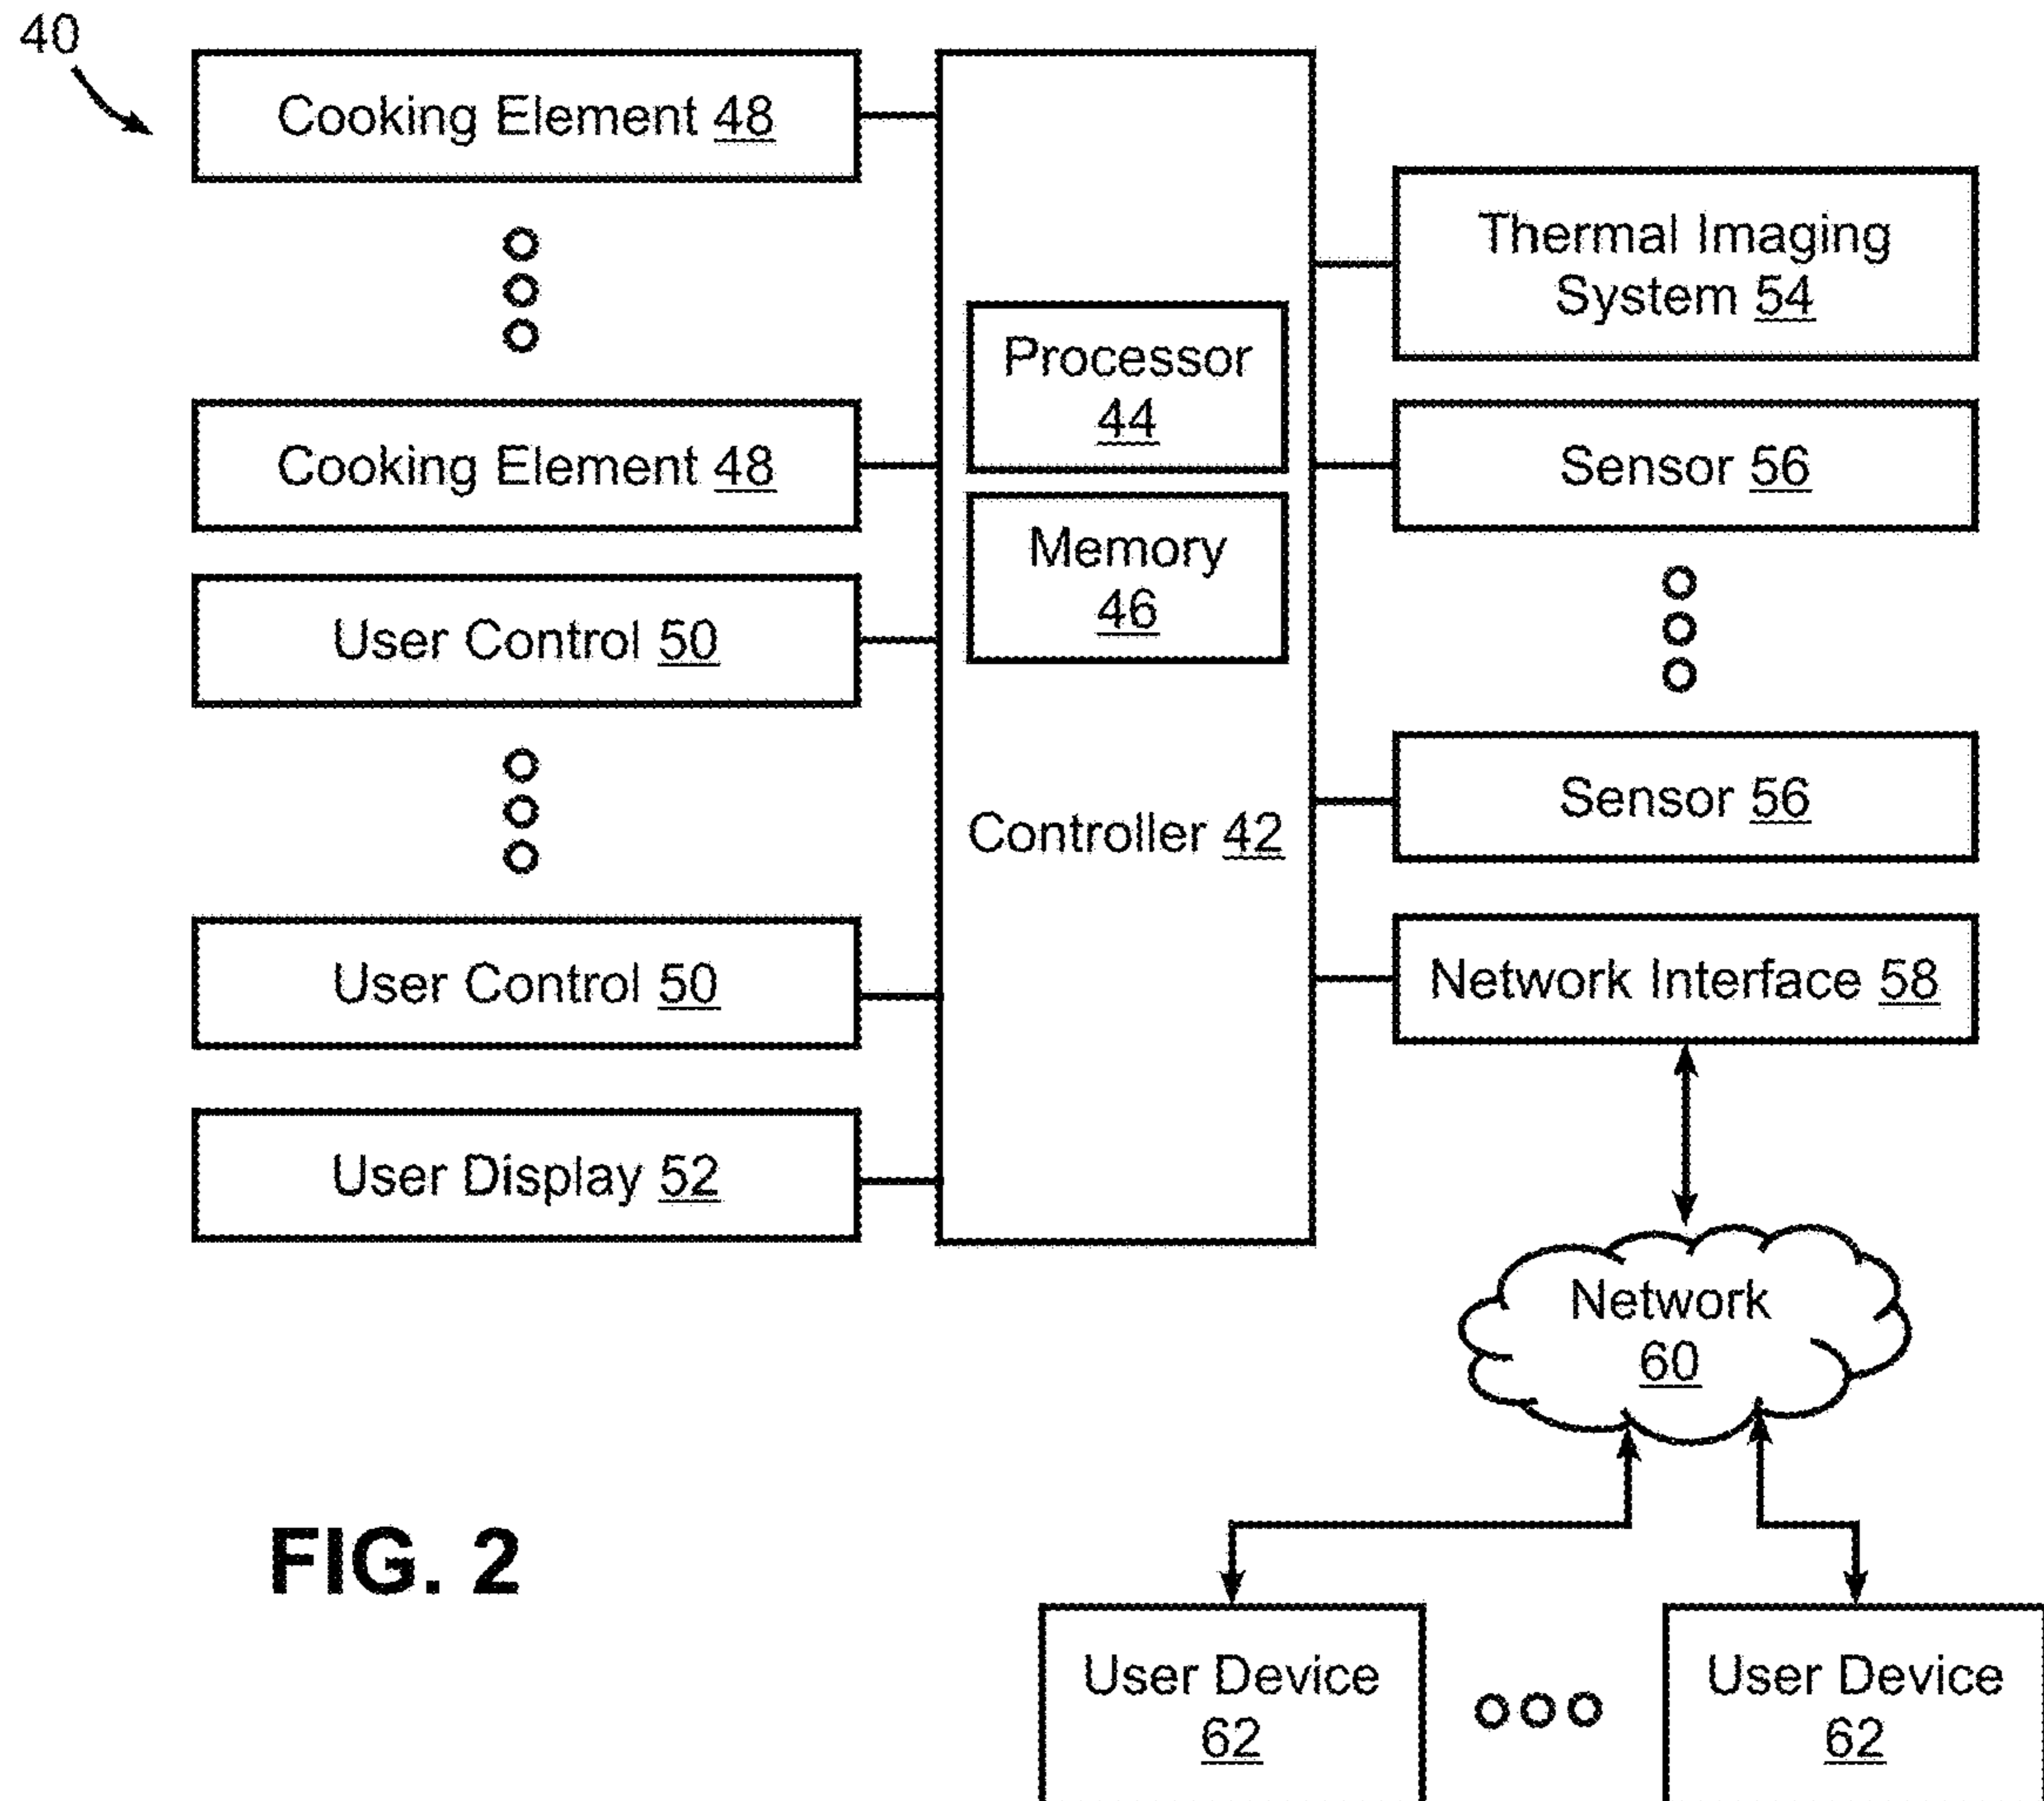 40
Cooking Element 48
Cooking Element 48
User Control 50
User Control 50
User Display 52
Processor
44
Memory
46
Controller 42
Thermal Imaging
System 54
Sensor 56
Sensor 56
Network Interface 58
Network
60
User Device
62
User Device
62
FIG. 2